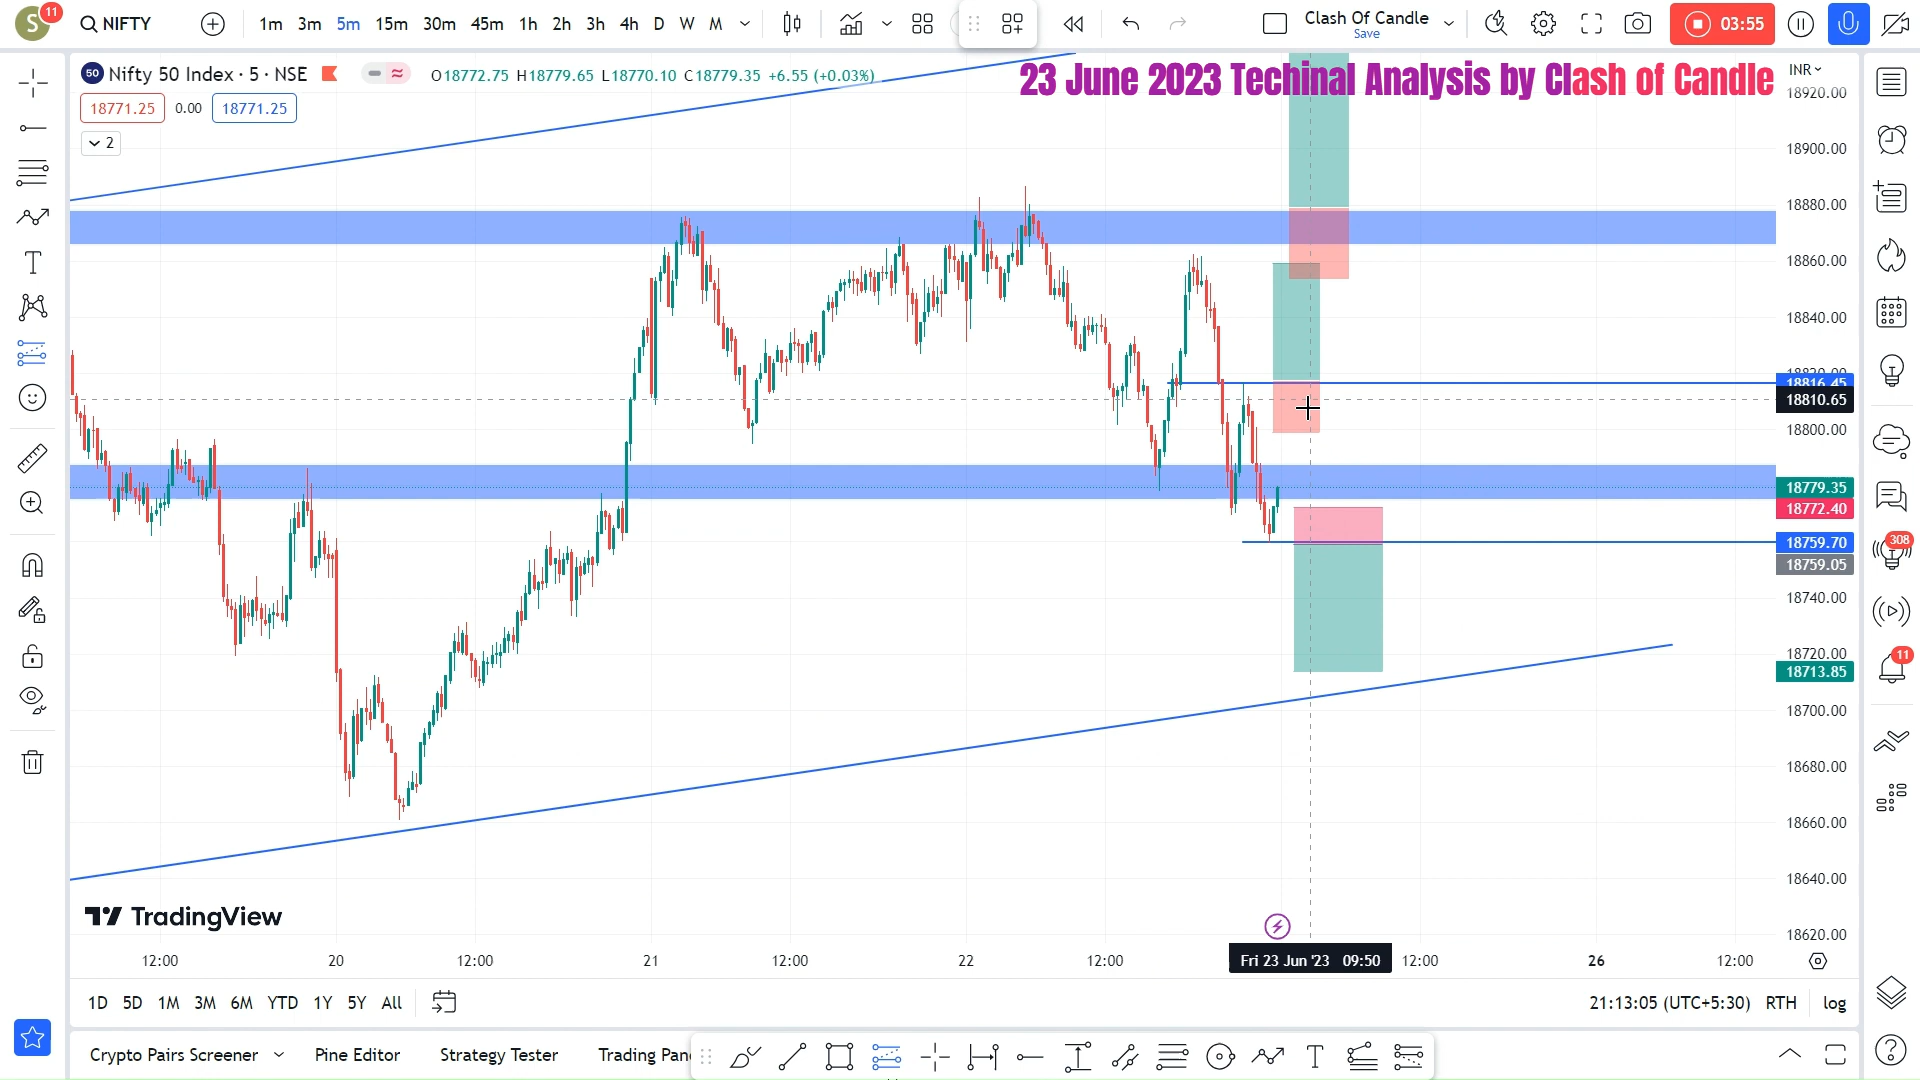 S 11 NIFTY 1m 3m 5m 15m 30m 45m 1h 2h 3h 4h D W M Clash Of Candle Save 03:55
50 Nifty 50 Index · 5 · NSE O18772.75 H18779.65 L18770.10 C18779.35 +6.55 (+0.03%)
23 June 2023 Techinal Analysis by Clash of Candle
INR
18771.25 0.00 18771.25
2
18920.00
18900.00
18880.00
18860.00
18840.00
18820.00
18816.45
18810.65
18800.00
18779.35
18772.40
18759.70
18759.05
18740.00
18720.00
18713.85
18700.00
18680.00
18660.00
18640.00
18620.00
308
11
TradingView
12:00 20 12:00 21 12:00 22 12:00 Fri 23 Jun '23 09:50 12:00 26 12:00
1D 5D 1M 3M 6M YTD 1Y 5Y All 21:13:05 (UTC+5:30) RTH log
Crypto Pairs Screener Pine Editor Strategy Tester Trading Pan